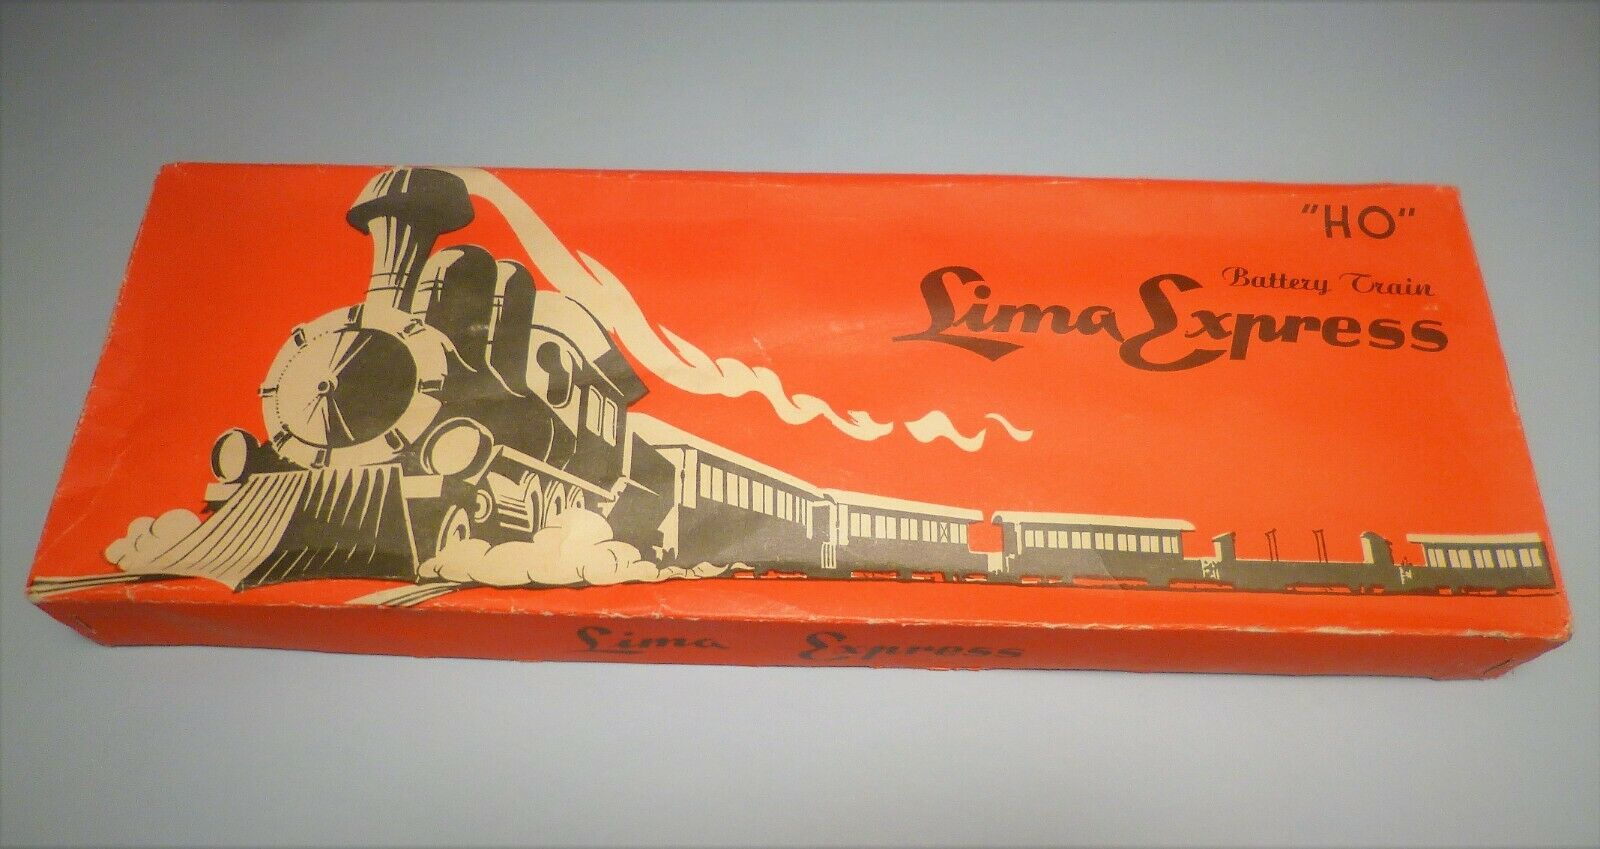 "HO"
Battery Train
Lima Express
Lima Express